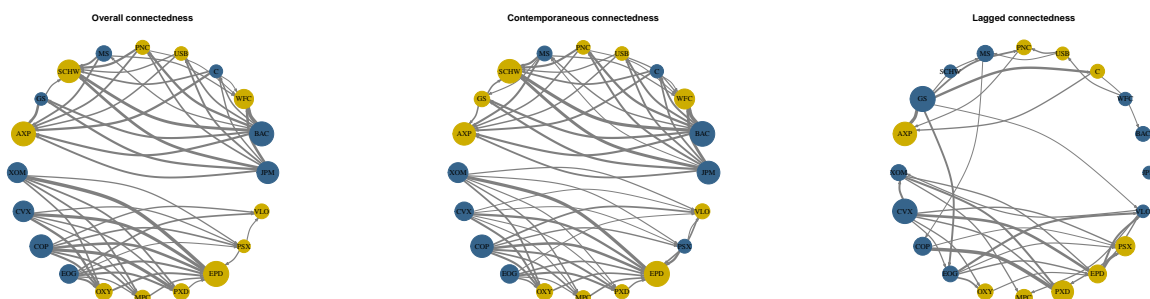 Overall connectedness
MS
PNC
USB
SCHW
C
GS
WFC
AXP
BAC
XOM
JPM
CVX
VLO
COP
PSX
EOG
EPD
OXY
MPC
PXD
Contemporaneous connectedness
MS
PNC
USB
SCHW
C
GS
WFC
AXP
BAC
XOM
JPM
CVX
VLO
COP
PSX
EOG
EPD
OXY
MPC
PXD
Lagged connectedness
MS
PNC
USB
SCHW
C
GS
WFC
AXP
BAC
XOM
CVX
VLO
COP
PSX
EOG
EPD
OXY
MPC
PXD